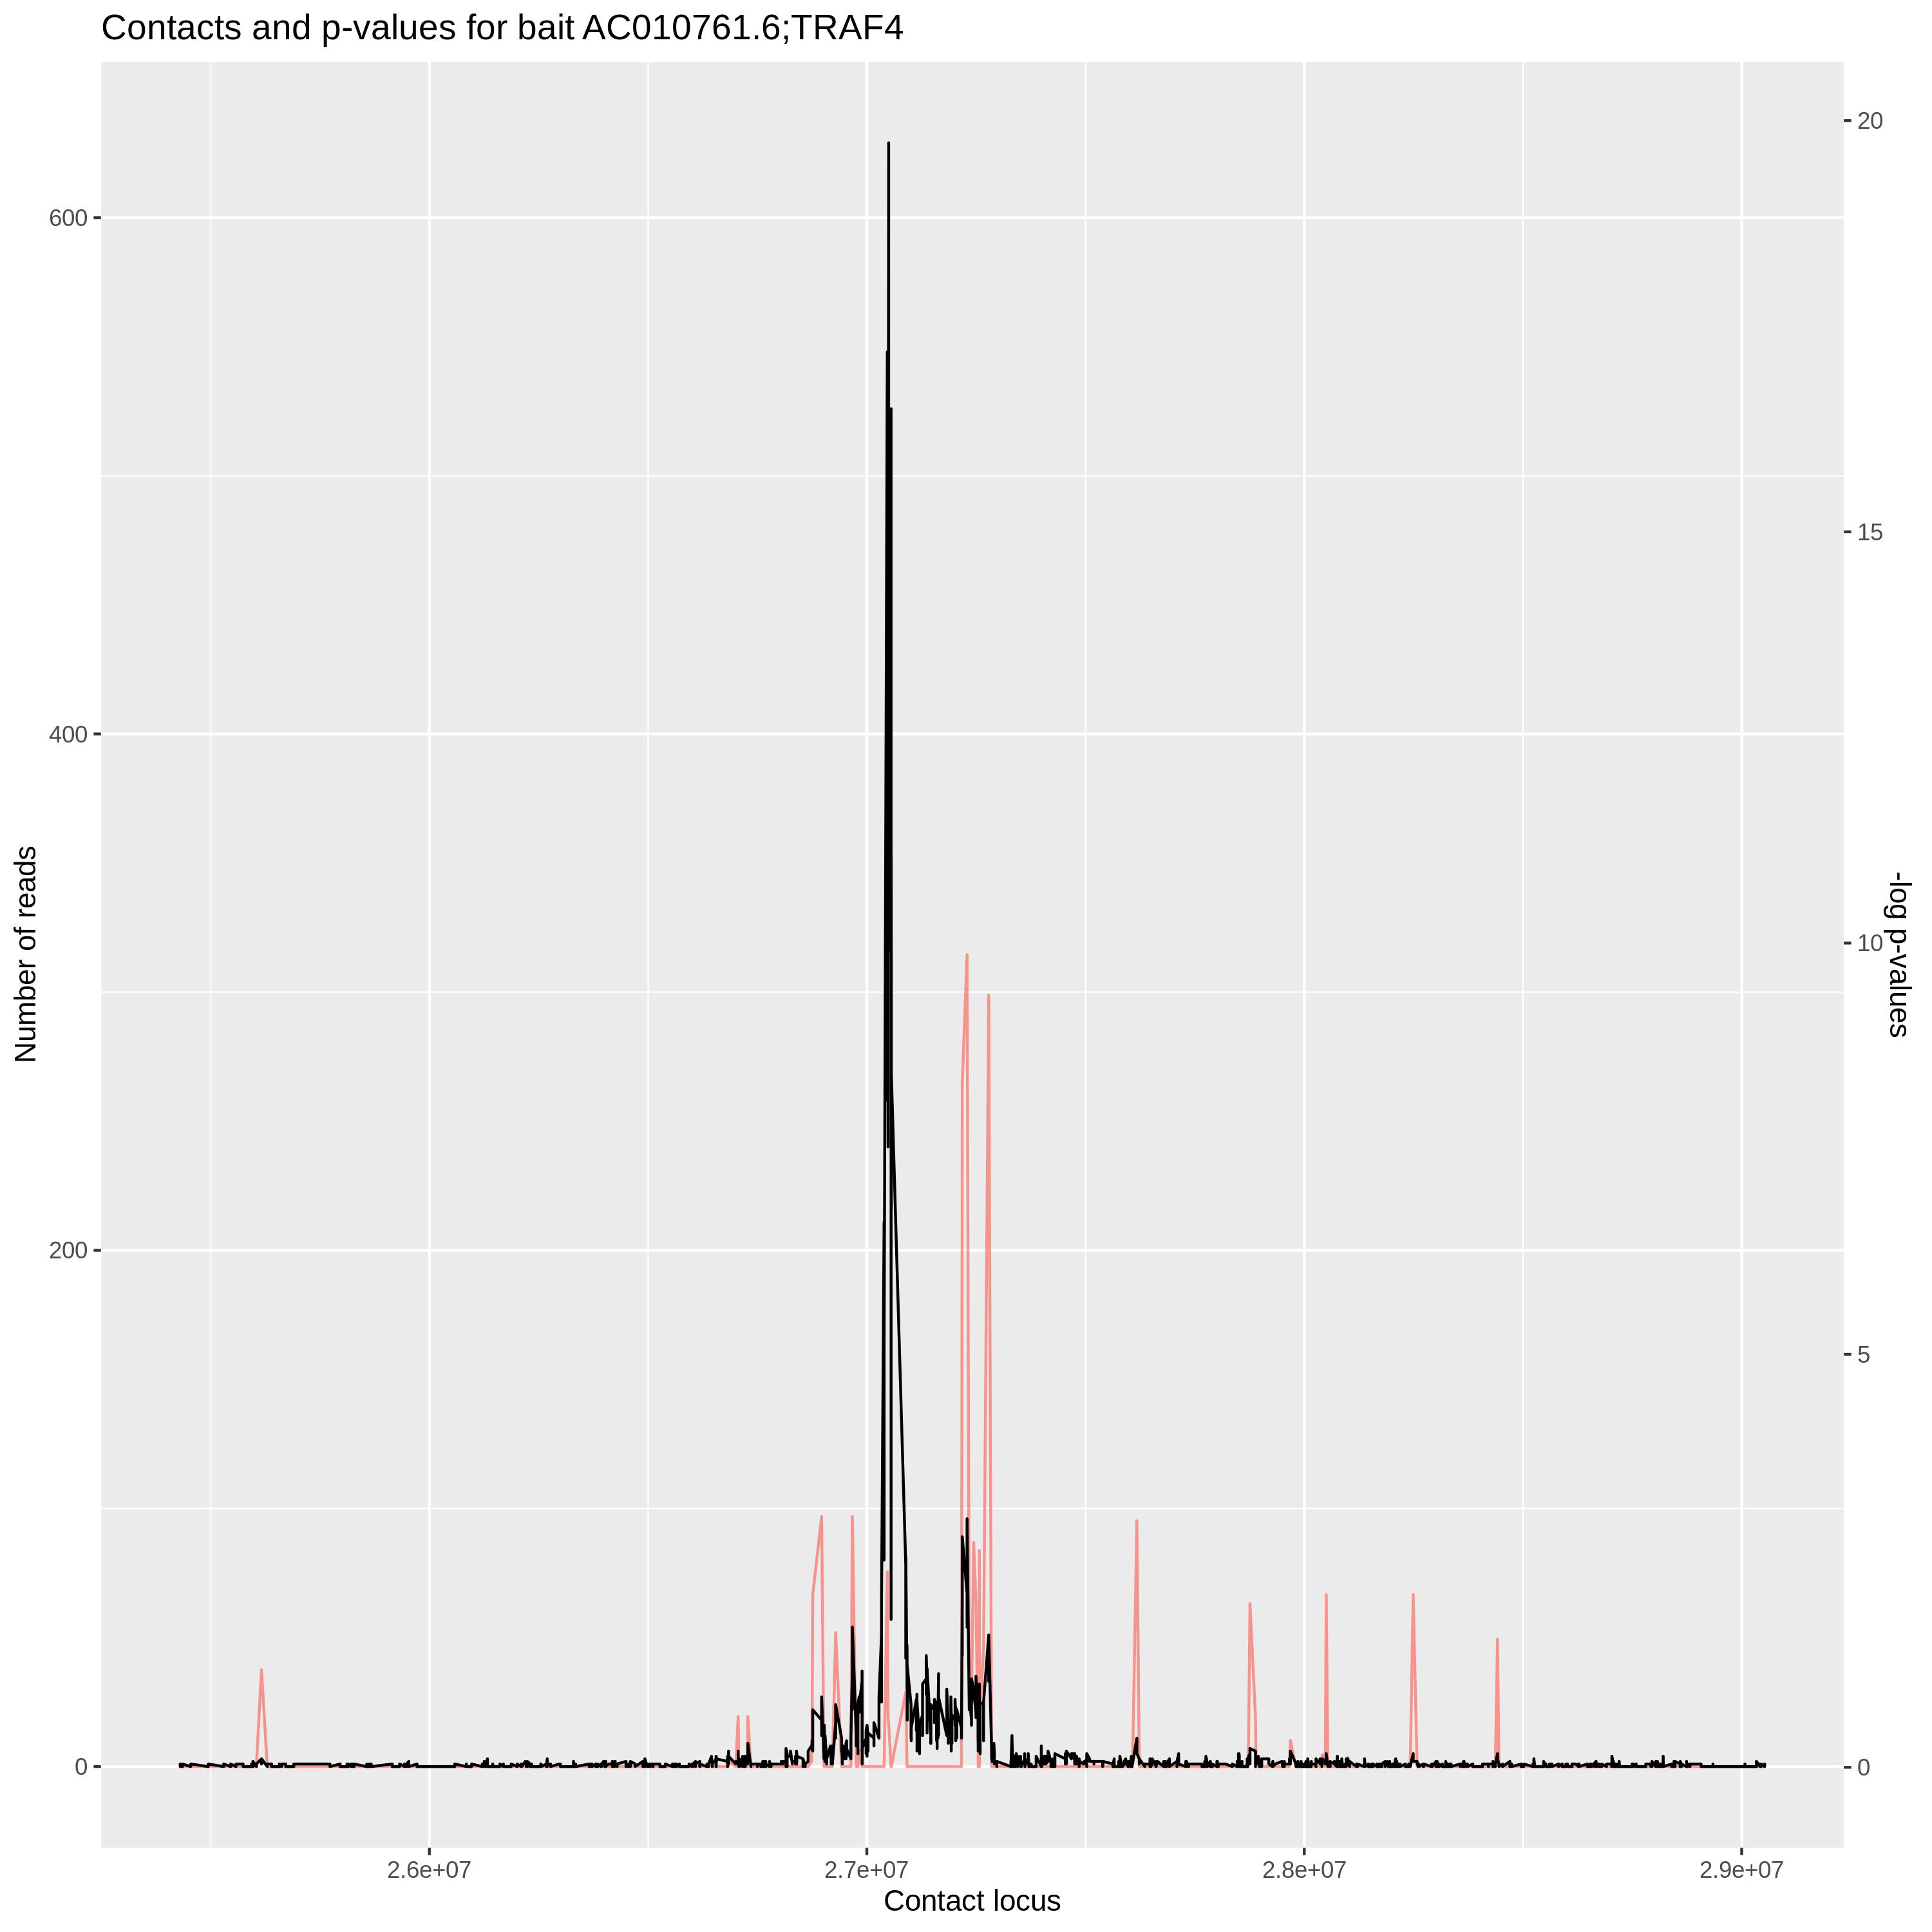 Contacts and p-values for bait AC010761.6;TRAF4
600
400
200
0
Number of reads
20
15
10
5
0
-log p-values
2.6e+07
2.7e+07
2.8e+07
2.9e+07
Contact locus